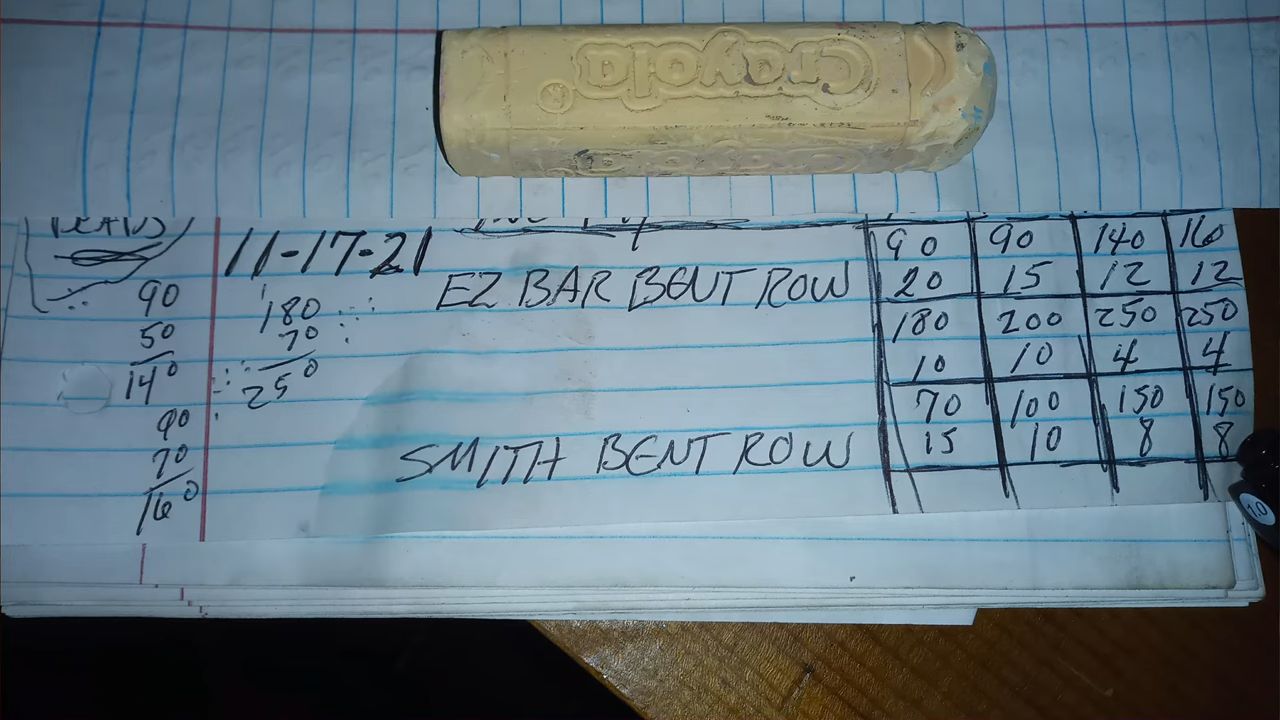 Crayola
DEADS
11-17-21
90
50
140
90
70
160
180
70
250
EZ BAR BENT ROW
SMITH BENT ROW
90 90 140 160
20 15 12 12
180 200 250 250
10 10 4 4
70 100 150 150
15 10 8 8
10